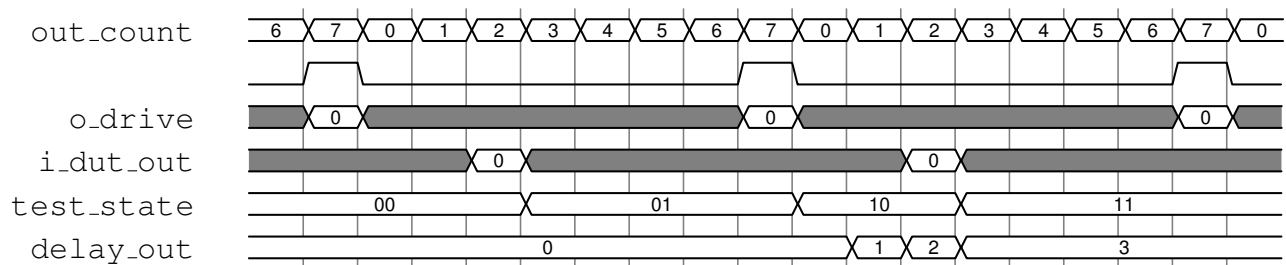 out_count 6 7 0 1 2 3 4 5 6 7 0 1 2 3 4 5 6 7 0
o_drive 0 0 0
i_dut_out 0 0
test_state 00 01 10 11
delay_out 0 1 2 3